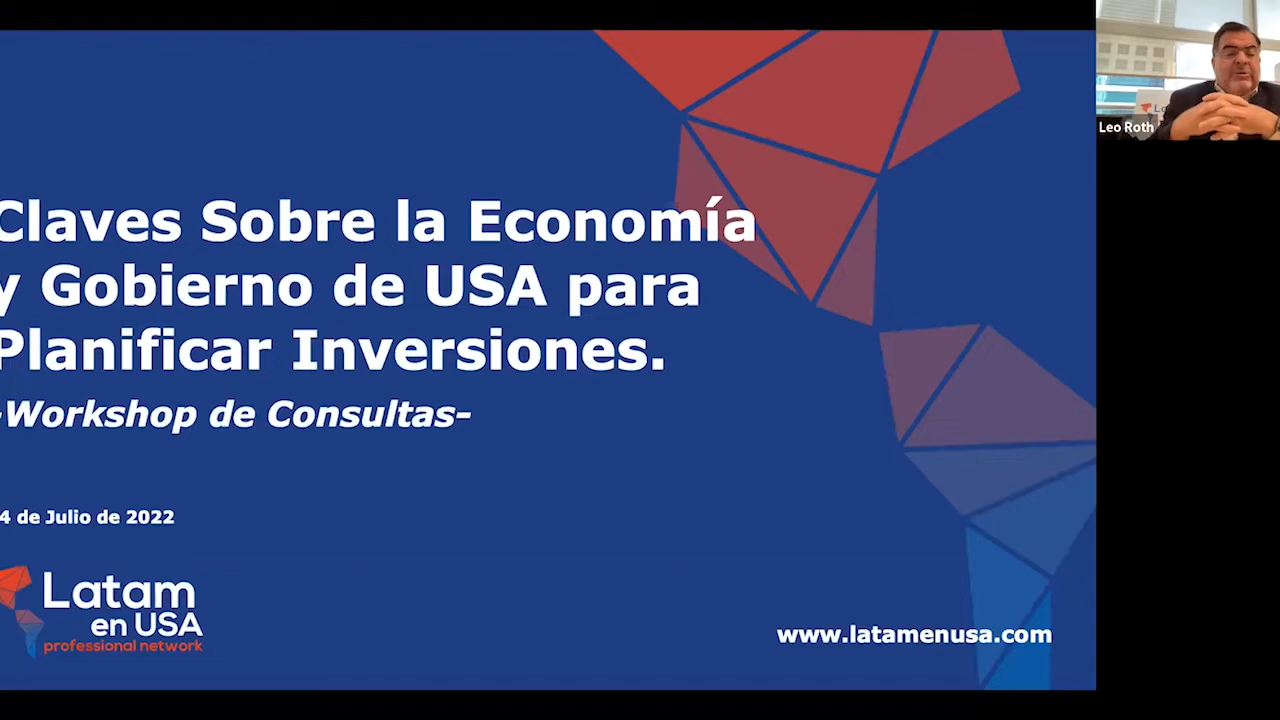 Claves Sobre la Economía
y Gobierno de USA para
Planificar Inversiones.
-Workshop de Consultas-
4 de Julio de 2022
Latam
en USA
professional network
www.latamenusa.com
Leo Roth